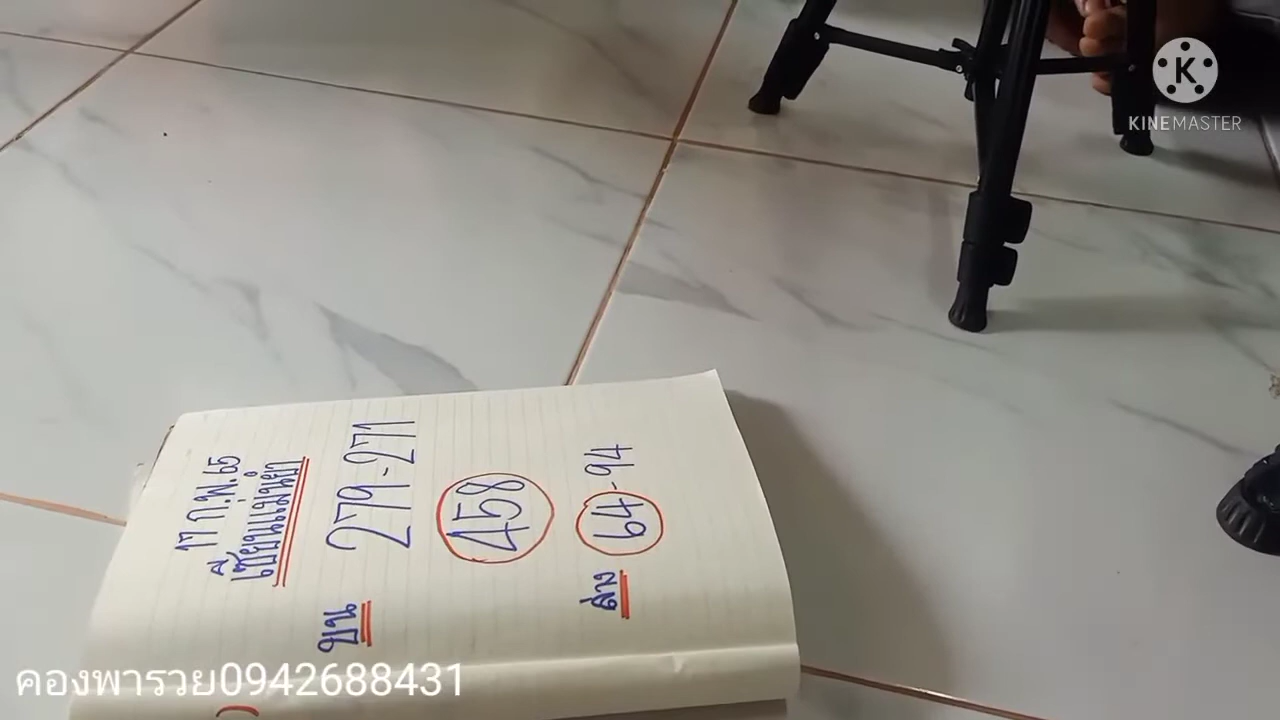 17 ก.พ. 65
เซียนแม่นยำ
บน 279-271
458
ล่าง 64-94
KINEMASTER
คองพารวย0942688431